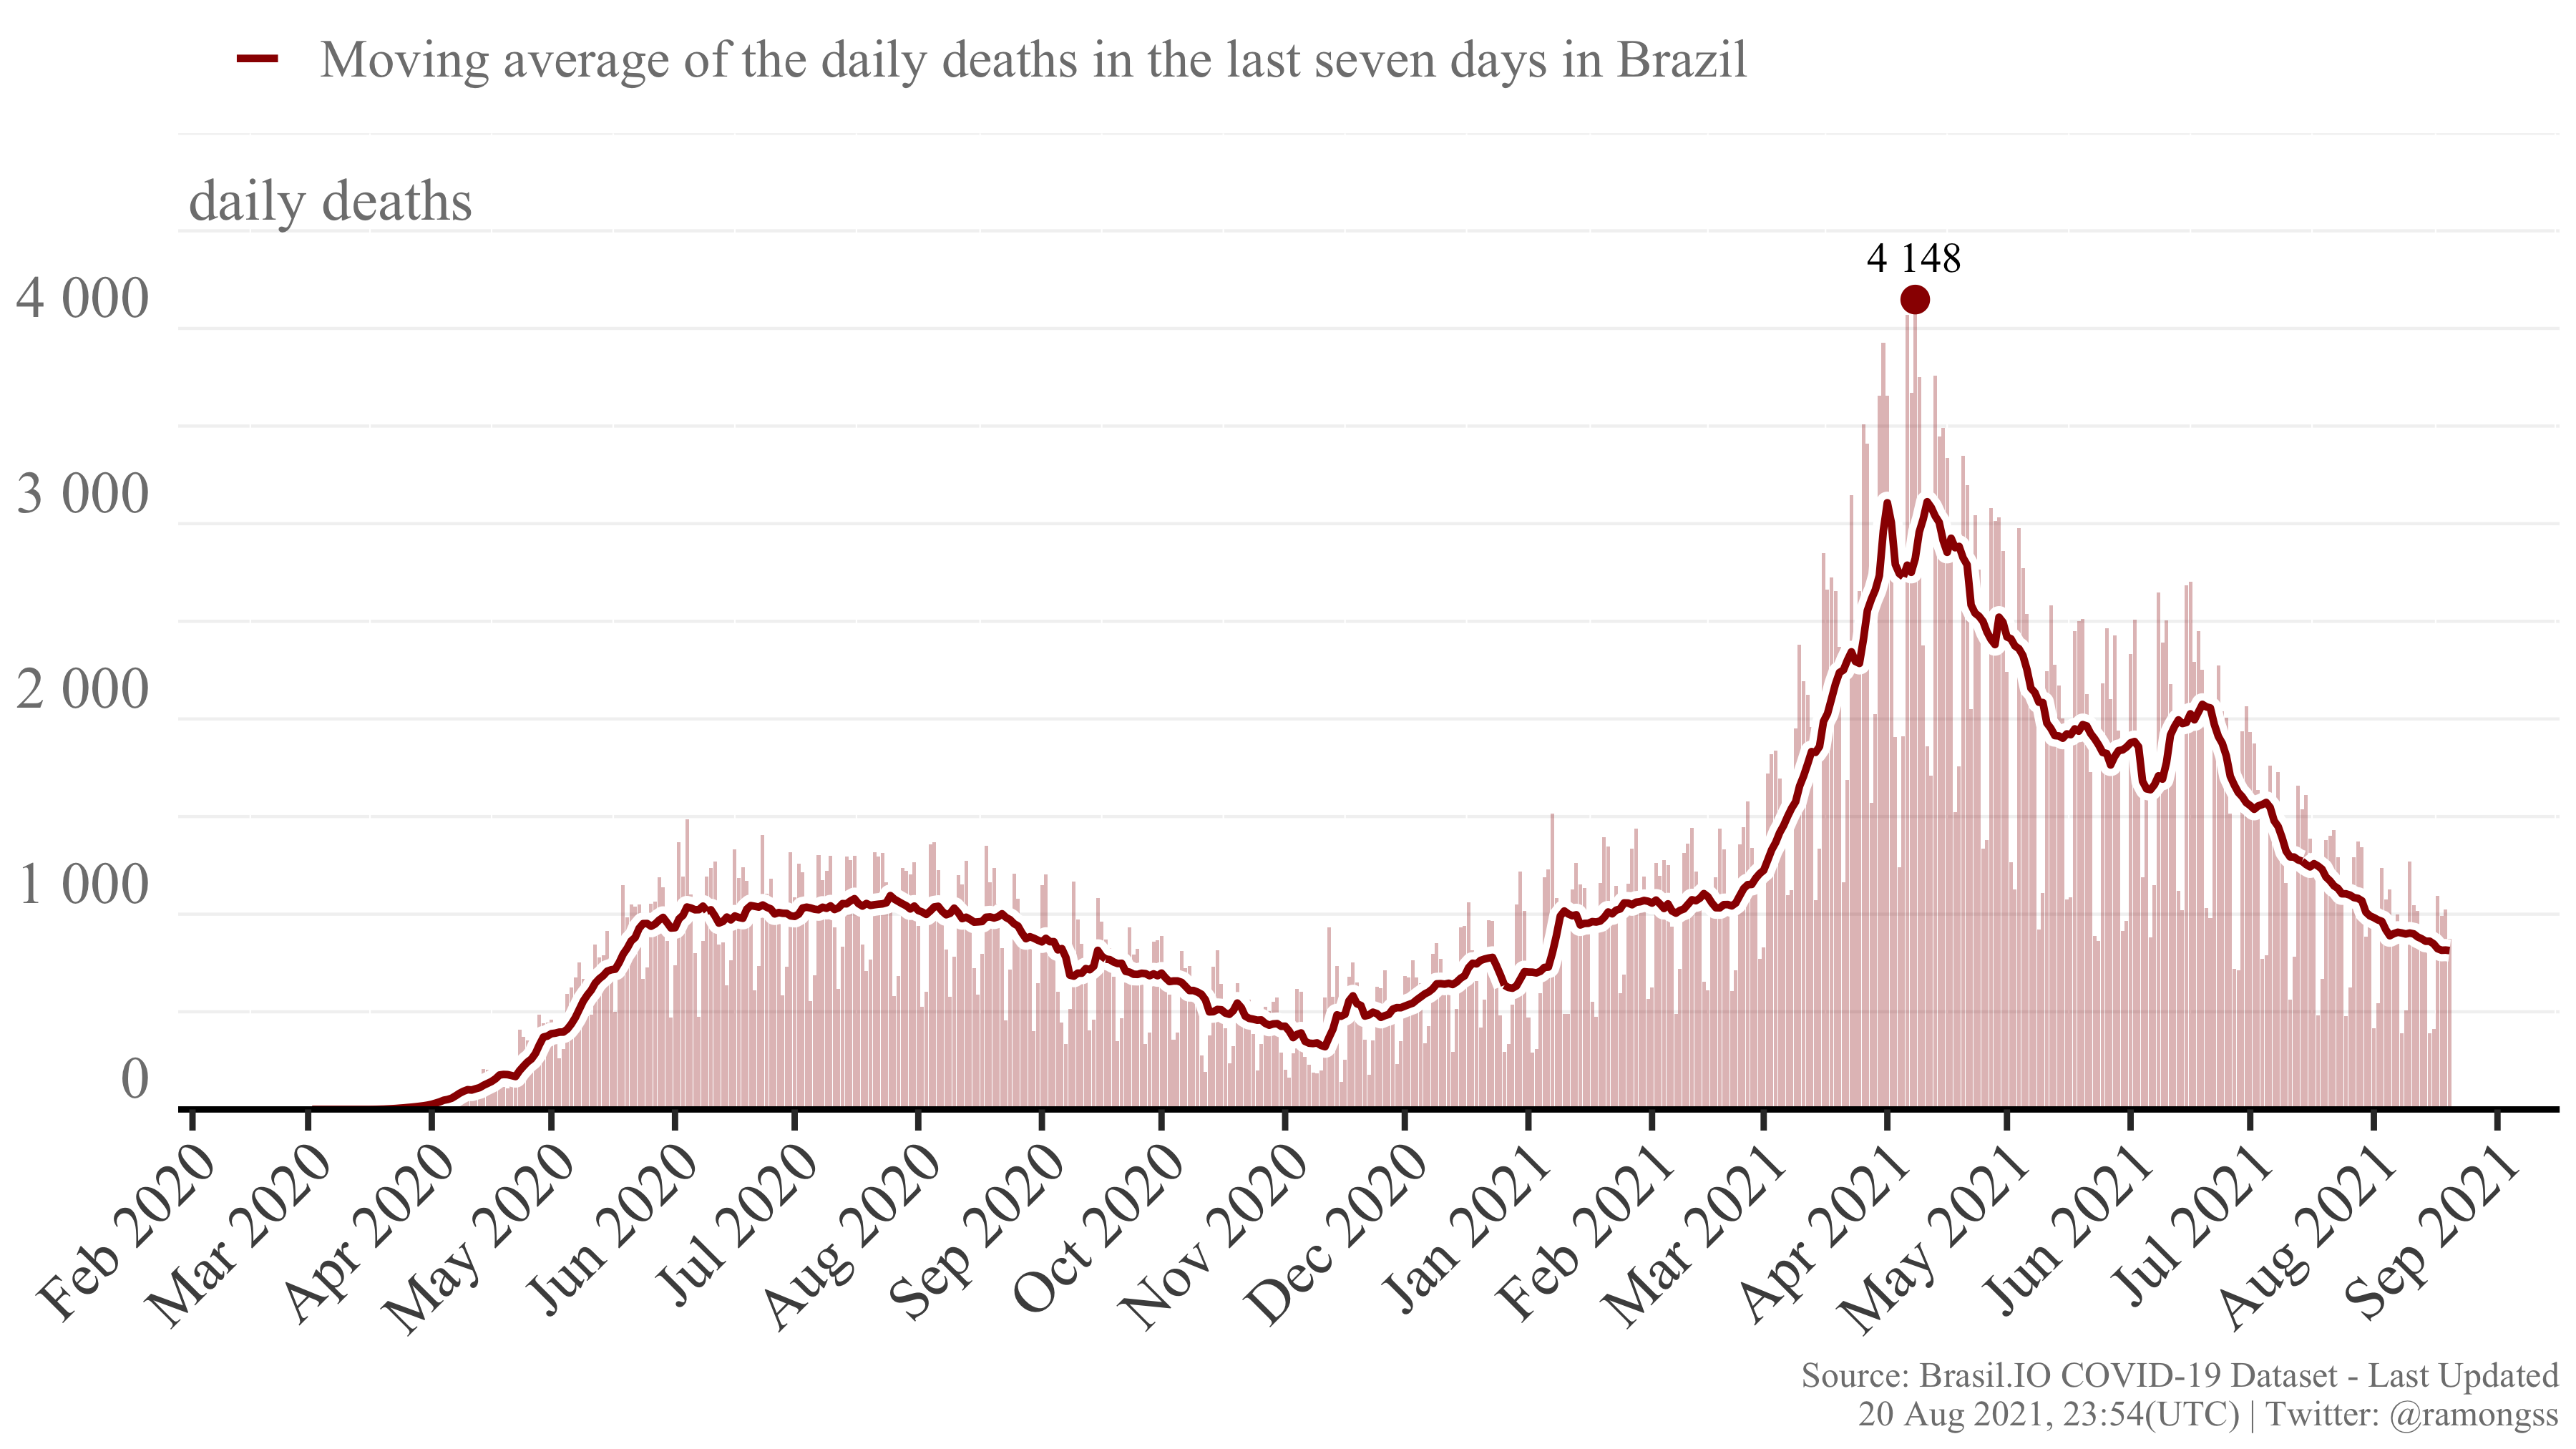 Moving average of the daily deaths in the last seven days in Brazil
daily deaths
4 148
4 000
3 000
2 000
1 000
0
Feb 2020
Mar 2020
Apr 2020
May 2020
Jun 2020
Jul 2020
Aug 2020
Sep 2020
Oct 2020
Nov 2020
Dec 2020
Jan 2021
Feb 2021
Mar 2021
Apr 2021
May 2021
Jun 2021
Jul 2021
Aug 2021
Sep 2021
Source: Brasil.IO COVID-19 Dataset - Last Updated
20 Aug 2021, 23:54(UTC) | Twitter: @ramongss